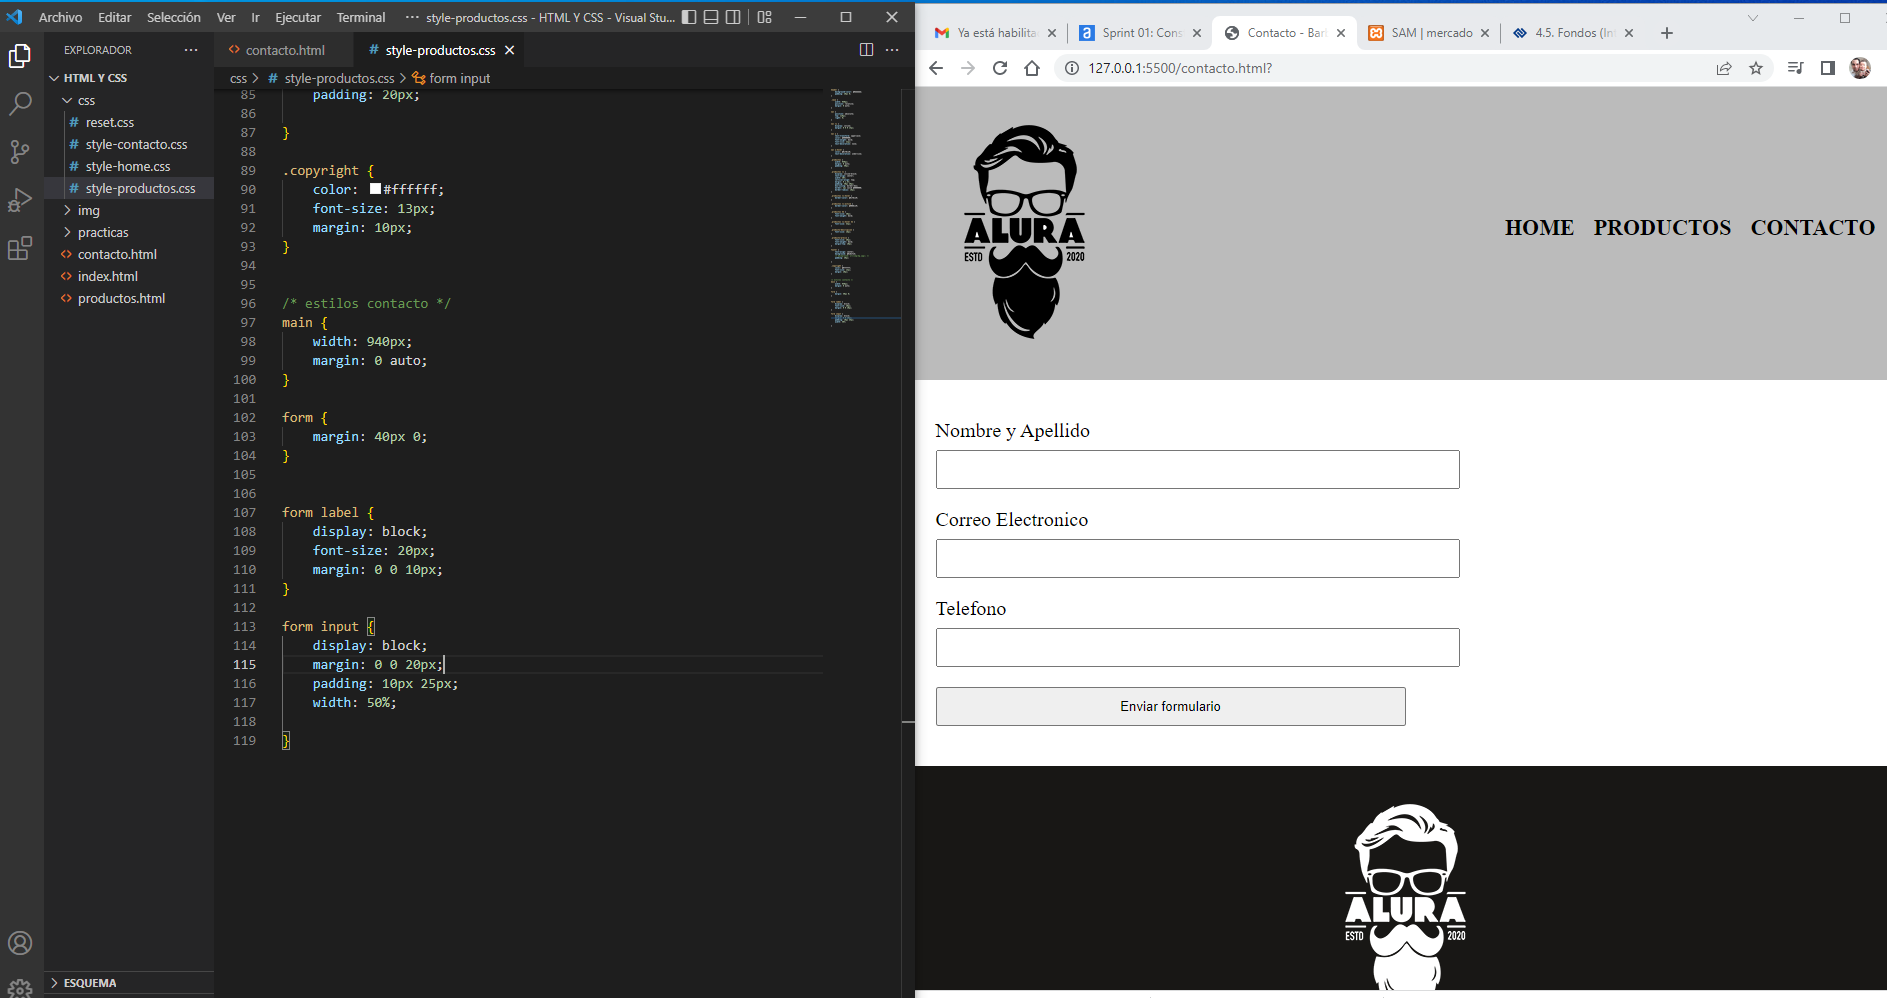 Archivo Editar Selección Ver Ir Ejecutar Terminal ··· style-productos.css - HTML Y CSS - Visual Stu...
EXPLORADOR ···
HTML Y CSS
css
# reset.css
# style-contacto.css
# style-home.css
# style-productos.css
img
practicas
<> contacto.html
<> index.html
<> productos.html
ESQUEMA
<> contacto.html
# style-productos.css ×
···
css > # style-productos.css > form input
85 padding: 20px;
86
87 }
88
89 .copyright {
90 color: #ffffff;
91 font-size: 13px;
92 margin: 10px;
93 }
94
95
96 /* estilos contacto */
97 main {
98 width: 940px;
99 margin: 0 auto;
100 }
101
102 form {
103 margin: 40px 0;
104 }
105
106
107 form label {
108 display: block;
109 font-size: 20px;
110 margin: 0 0 10px;
111 }
112
113 form input {
114 display: block;
115 margin: 0 0 20px;
116 padding: 10px 25px;
117 width: 50%;
118
119 }
Ya está habilita
Sprint 01: Cons
Contacto - Barb
SAM | mercado
4.5. Fondos (In
127.0.0.1:5500/contacto.html?
ALURA
ESTD 2020
HOME PRODUCTOS CONTACTO
Nombre y Apellido
Correo Electronico
Telefono
Enviar formulario
ALURA
ESTD 2020